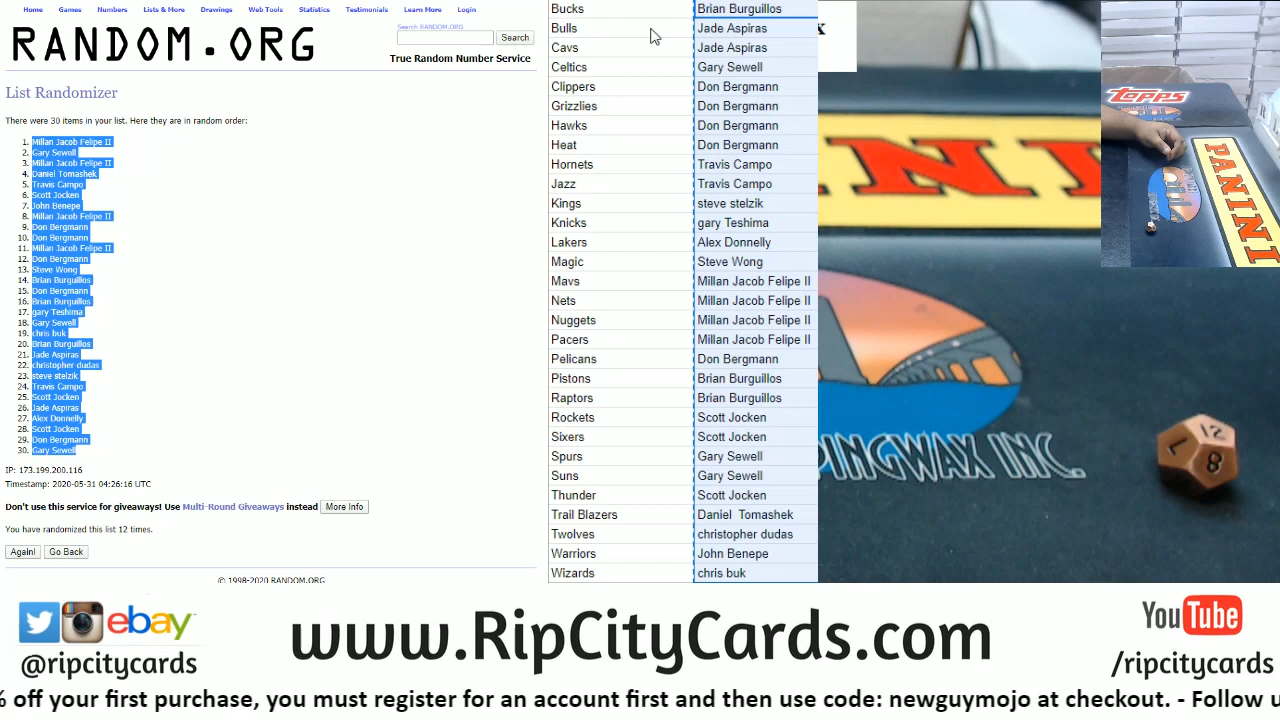 Home Games Numbers Lists & More Drawings Web Tools Statistics Testimonials Learn More Login
Search RANDOM.ORG
RANDOM.ORG
Search
True Random Number Service
List Randomizer
There were 30 items in your list. Here they are in random order:
1. Millan Jacob Felipe II
2. Gary Sewell
3. Millan Jacob Felipe II
4. Daniel Tomashek
5. Travis Campo
6. Scott Jocken
7. John Benepe
8. Millan Jacob Felipe II
9. Don Bergmann
10. Don Bergmann
11. Millan Jacob Felipe II
12. Don Bergmann
13. Steve Wong
14. Brian Burguillos
15. Don Bergmann
16. Brian Burguillos
17. gary Teshima
18. Gary Sewell
19. chris buk
20. Brian Burguillos
21. Jade Aspiras
22. christopher dudas
23. steve stelzik
24. Travis Campo
25. Scott Jocken
26. Jade Aspiras
27. Alex Donnelly
28. Scott Jocken
29. Don Bergmann
30. Gary Sewell
IP: 173.199.200.116
Timestamp: 2020-05-31 04:26:16 UTC
Don't use this service for giveaways! Use Multi-Round Giveaways instead More Info
You have randomized this list 12 times.
Again! Go Back
© 1998-2020 RANDOM.ORG
Bucks Brian Burguillos
Bulls Jade Aspiras
Cavs Jade Aspiras
Celtics Gary Sewell
Clippers Don Bergmann
Grizzlies Don Bergmann
Hawks Don Bergmann
Heat Don Bergmann
Hornets Travis Campo
Jazz Travis Campo
Kings steve stelzik
Knicks gary Teshima
Lakers Alex Donnelly
Magic Steve Wong
Mavs Millan Jacob Felipe II
Nets Millan Jacob Felipe II
Nuggets Millan Jacob Felipe II
Pacers Millan Jacob Felipe II
Pelicans Don Bergmann
Pistons Brian Burguillos
Raptors Brian Burguillos
Rockets Scott Jocken
Sixers Scott Jocken
Spurs Gary Sewell
Suns Gary Sewell
Thunder Scott Jocken
Trail Blazers Daniel Tomashek
Twolves christopher dudas
Warriors John Benepe
Wizards chris buk
topps
PANINI
NI
PINGWAX INC.
12
8
ebay
@ripcitycards
www.RipCityCards.com
YouTube
/ripcitycards
% off your first purchase, you must register for an account first and then use code: newguymojo at checkout. - Follow u